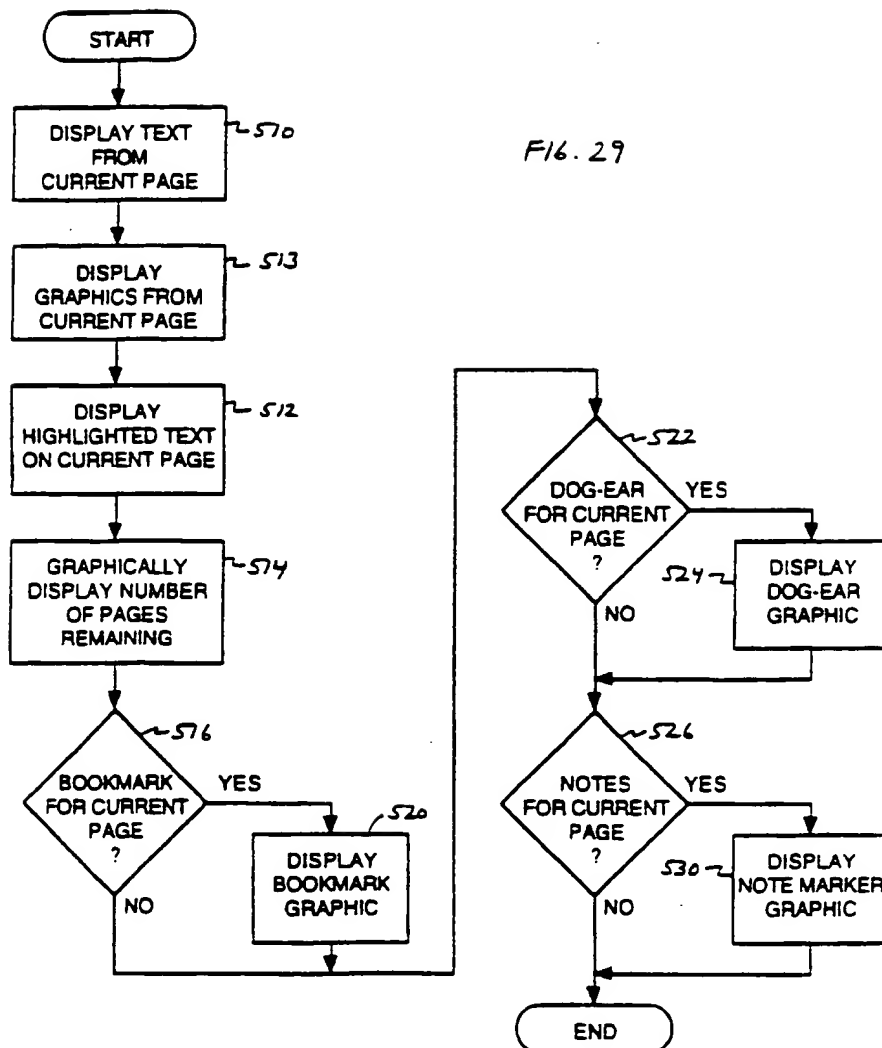 START
DISPLAY TEXT
FROM
CURRENT PAGE
510
FIG. 29
DISPLAY
GRAPHICS FROM
CURRENT PAGE
513
DISPLAY
HIGHLIGHTED TEXT
ON CURRENT PAGE
512
GRAPHICALLY
DISPLAY NUMBER
OF PAGES
REMAINING
514
BOOKMARK
FOR CURRENT
PAGE
?
516
YES
NO
DISPLAY
BOOKMARK
GRAPHIC
520
DOG-EAR
FOR CURRENT
PAGE
?
522
YES
NO
DISPLAY
DOG-EAR
GRAPHIC
524
NOTES
FOR CURRENT
PAGE
?
526
YES
NO
DISPLAY
NOTE MARKER
GRAPHIC
530
END